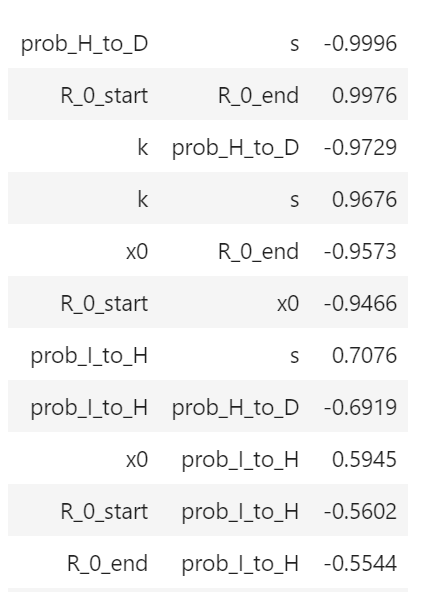 prob_H_to_D s -0.9996
R_0_start R_0_end 0.9976
k prob_H_to_D -0.9729
k s 0.9676
x0 R_0_end -0.9573
R_0_start x0 -0.9466
prob_I_to_H s 0.7076
prob_I_to_H prob_H_to_D -0.6919
x0 prob_I_to_H 0.5945
R_0_start prob_I_to_H -0.5602
R_0_end prob_I_to_H -0.5544